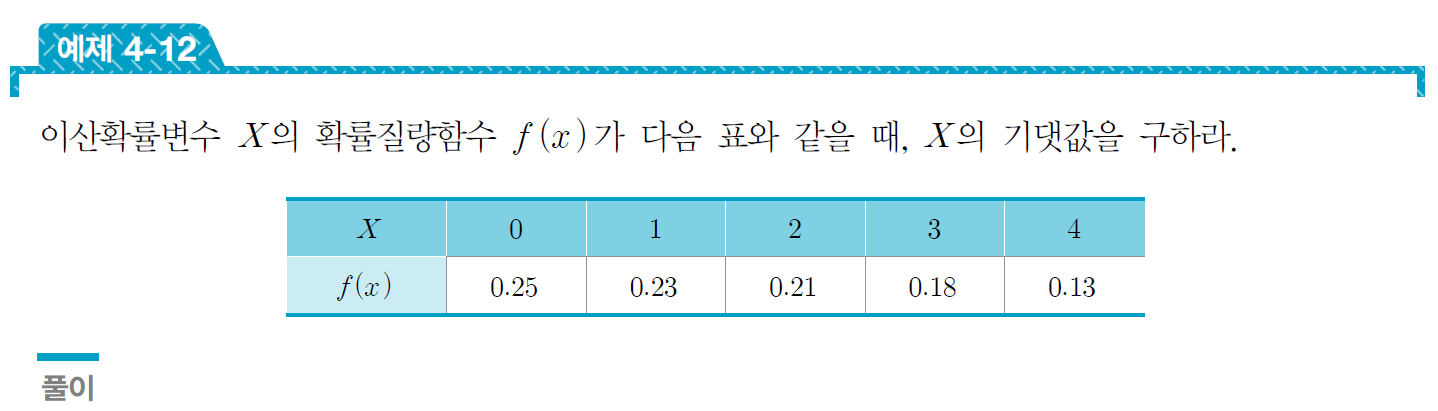 예제 4-12
이산확률변수 X의 확률질량함수 f(x)가 다음 표와 같을 때, X의 기댓값을 구하라.
X 0 1 2 3 4
f(x) 0.25 0.23 0.21 0.18 0.13
풀이